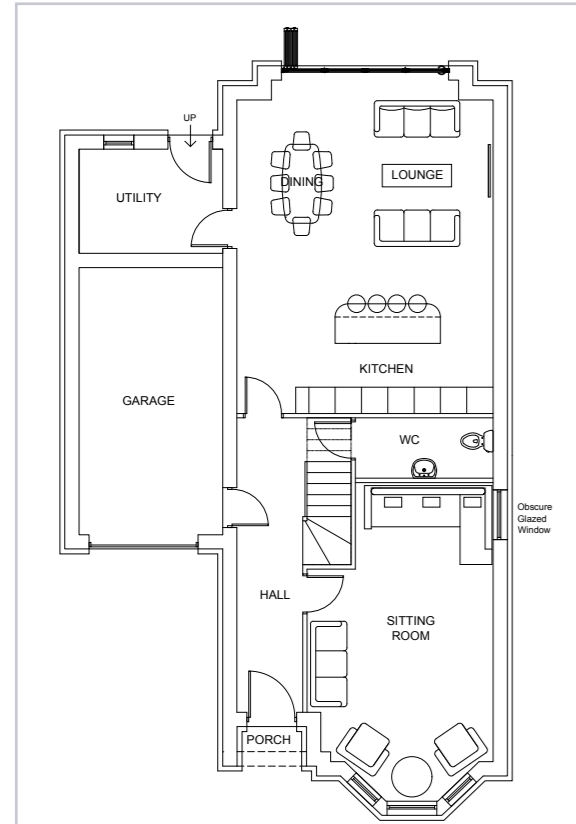 UP
UTILITY
DINING
LOUNGE
KITCHEN
GARAGE
WC
Obscure
Glazed
Window
HALL
SITTING
ROOM
PORCH